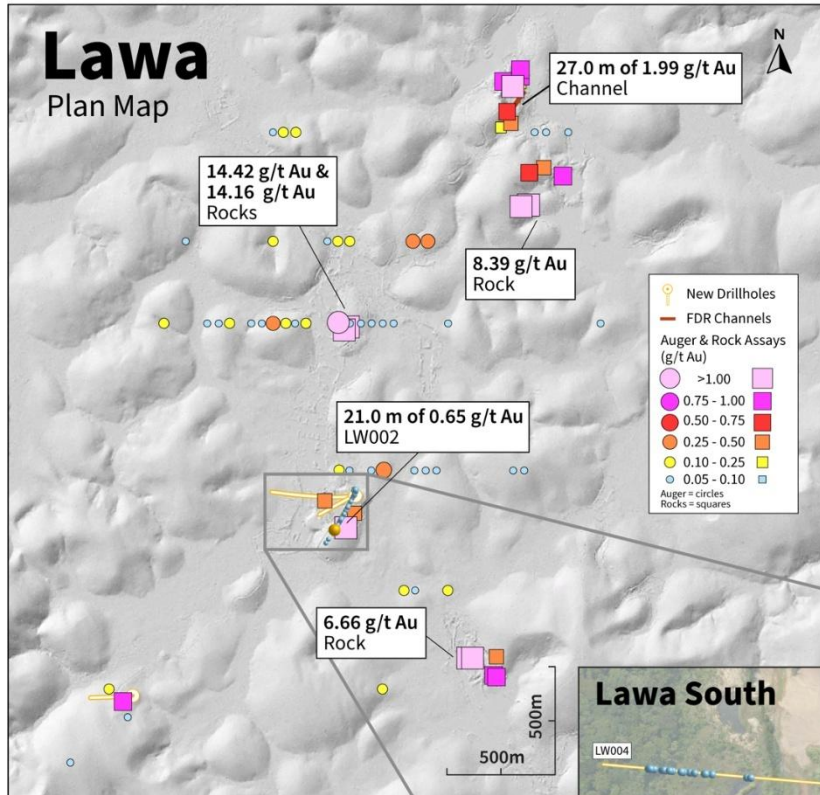 Lawa
Plan Map
N
27.0 m of 1.99 g/t Au
Channel
14.42 g/t Au &
14.16 g/t Au
Rocks
8.39 g/t Au
Rock
New Drillholes
FDR Channels
Auger & Rock Assays
(g/t Au)
>1.00
0.75 - 1.00
0.50 - 0.75
0.25 - 0.50
0.10 - 0.25
0.05 - 0.10
Auger = circles
Rocks = squares
21.0 m of 0.65 g/t Au
LW002
6.66 g/t Au
Rock
500m
500m
Lawa South
LW004